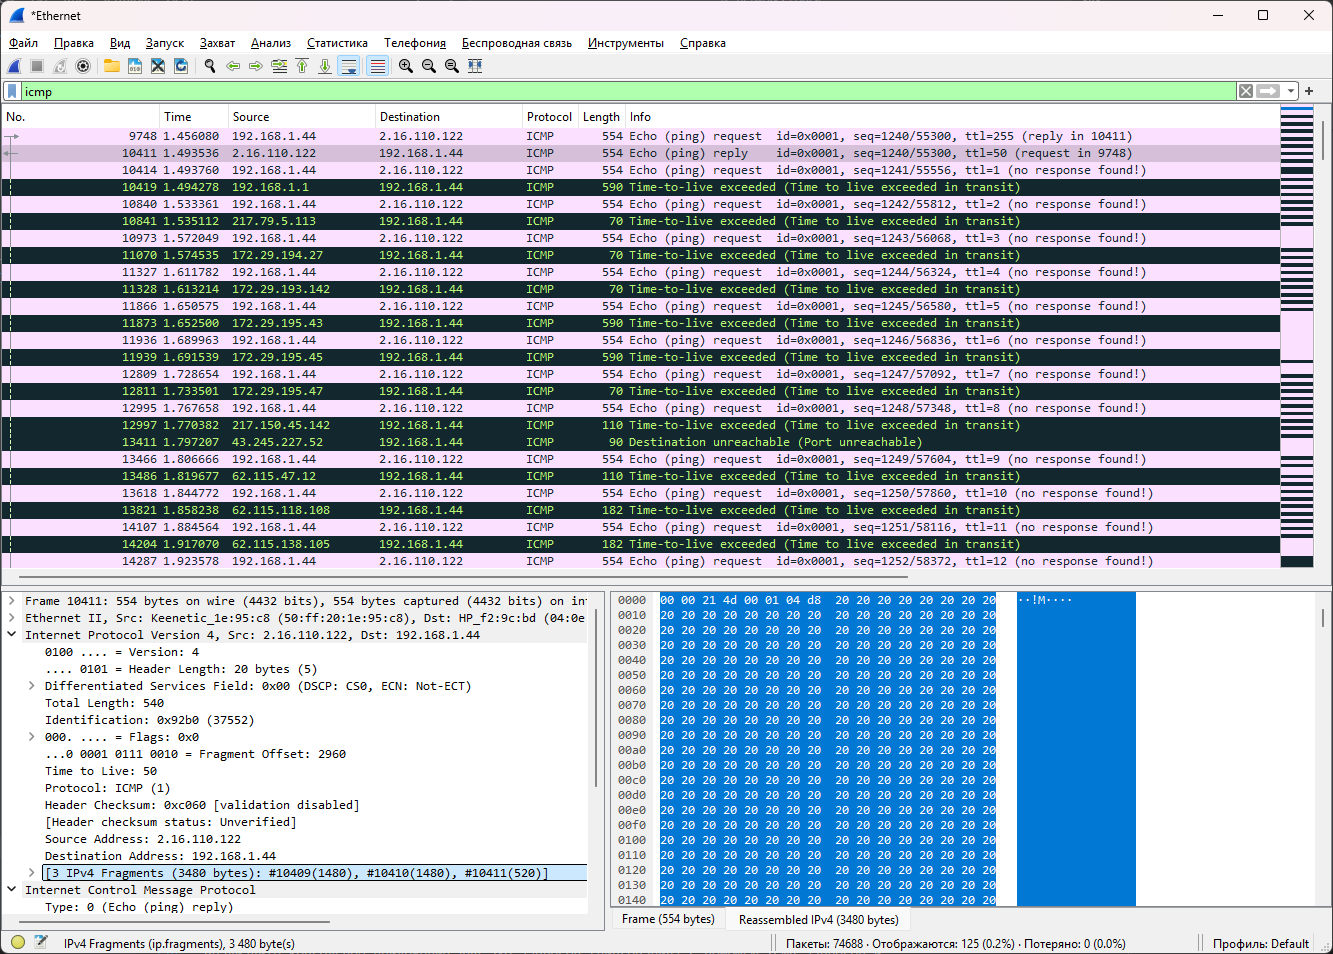 *Ethernet
Файл Правка Вид Запуск Захват Анализ Статистика Телефония Беспроводная связь Инструменты Справка
icmp
No. Time Source Destination Protocol Length Info
9748 1.456080 192.168.1.44 2.16.110.122 ICMP 554 Echo (ping) request id=0x0001, seq=1240/55300, ttl=255 (reply in 10411)
10411 1.493536 2.16.110.122 192.168.1.44 ICMP 554 Echo (ping) reply id=0x0001, seq=1240/55300, ttl=50 (request in 9748)
10414 1.493760 192.168.1.44 2.16.110.122 ICMP 554 Echo (ping) request id=0x0001, seq=1241/55556, ttl=1 (no response found!)
10419 1.494278 192.168.1.1 192.168.1.44 ICMP 590 Time-to-live exceeded (Time to live exceeded in transit)
10840 1.533361 192.168.1.44 2.16.110.122 ICMP 554 Echo (ping) request id=0x0001, seq=1242/55812, ttl=2 (no response found!)
10841 1.535112 217.79.5.113 192.168.1.44 ICMP 70 Time-to-live exceeded (Time to live exceeded in transit)
10973 1.572049 192.168.1.44 2.16.110.122 ICMP 554 Echo (ping) request id=0x0001, seq=1243/56068, ttl=3 (no response found!)
11070 1.574535 172.29.194.27 192.168.1.44 ICMP 70 Time-to-live exceeded (Time to live exceeded in transit)
11327 1.611782 192.168.1.44 2.16.110.122 ICMP 554 Echo (ping) request id=0x0001, seq=1244/56324, ttl=4 (no response found!)
11328 1.613214 172.29.193.142 192.168.1.44 ICMP 70 Time-to-live exceeded (Time to live exceeded in transit)
11866 1.650575 192.168.1.44 2.16.110.122 ICMP 554 Echo (ping) request id=0x0001, seq=1245/56580, ttl=5 (no response found!)
11873 1.652500 172.29.195.43 192.168.1.44 ICMP 590 Time-to-live exceeded (Time to live exceeded in transit)
11936 1.689963 192.168.1.44 2.16.110.122 ICMP 554 Echo (ping) request id=0x0001, seq=1246/56836, ttl=6 (no response found!)
11939 1.691539 172.29.195.45 192.168.1.44 ICMP 590 Time-to-live exceeded (Time to live exceeded in transit)
12809 1.728654 192.168.1.44 2.16.110.122 ICMP 554 Echo (ping) request id=0x0001, seq=1247/57092, ttl=7 (no response found!)
12811 1.733501 172.29.195.47 192.168.1.44 ICMP 70 Time-to-live exceeded (Time to live exceeded in transit)
12995 1.767658 192.168.1.44 2.16.110.122 ICMP 554 Echo (ping) request id=0x0001, seq=1248/57348, ttl=8 (no response found!)
12997 1.770382 217.150.45.142 192.168.1.44 ICMP 110 Time-to-live exceeded (Time to live exceeded in transit)
13411 1.797207 43.245.227.52 192.168.1.44 ICMP 90 Destination unreachable (Port unreachable)
13466 1.806666 192.168.1.44 2.16.110.122 ICMP 554 Echo (ping) request id=0x0001, seq=1249/57604, ttl=9 (no response found!)
13486 1.819677 62.115.47.12 192.168.1.44 ICMP 110 Time-to-live exceeded (Time to live exceeded in transit)
13618 1.844772 192.168.1.44 2.16.110.122 ICMP 554 Echo (ping) request id=0x0001, seq=1250/57860, ttl=10 (no response found!)
13821 1.858238 62.115.118.108 192.168.1.44 ICMP 182 Time-to-live exceeded (Time to live exceeded in transit)
14107 1.884564 192.168.1.44 2.16.110.122 ICMP 554 Echo (ping) request id=0x0001, seq=1251/58116, ttl=11 (no response found!)
14204 1.917070 62.115.138.105 192.168.1.44 ICMP 182 Time-to-live exceeded (Time to live exceeded in transit)
14287 1.923578 192.168.1.44 2.16.110.122 ICMP 554 Echo (ping) request id=0x0001, seq=1252/58372, ttl=12 (no response found!)
Frame 10411: 554 bytes on wire (4432 bits), 554 bytes captured (4432 bits) on in
Ethernet II, Src: Keenetic_1e:95:c8 (50:ff:20:1e:95:c8), Dst: HP_f2:9c:bd (04:0e
Internet Protocol Version 4, Src: 2.16.110.122, Dst: 192.168.1.44
0100 .... = Version: 4
.... 0101 = Header Length: 20 bytes (5)
Differentiated Services Field: 0x00 (DSCP: CS0, ECN: Not-ECT)
Total Length: 540
Identification: 0x92b0 (37552)
000. .... = Flags: 0x0
...0 0001 0111 0010 = Fragment Offset: 2960
Time to Live: 50
Protocol: ICMP (1)
Header Checksum: 0xc060 [validation disabled]
[Header checksum status: Unverified]
Source Address: 2.16.110.122
Destination Address: 192.168.1.44
[3 IPv4 Fragments (3480 bytes): #10409(1480), #10410(1480), #10411(520)]
Internet Control Message Protocol
Type: 0 (Echo (ping) reply)
0000 00 00 21 4d 00 01 04 d8 20 20 20 20 20 20 20 20 ··!M····
0010 20 20 20 20 20 20 20 20 20 20 20 20 20 20 20 20
0020 20 20 20 20 20 20 20 20 20 20 20 20 20 20 20 20
0030 20 20 20 20 20 20 20 20 20 20 20 20 20 20 20 20
0040 20 20 20 20 20 20 20 20 20 20 20 20 20 20 20 20
0050 20 20 20 20 20 20 20 20 20 20 20 20 20 20 20 20
0060 20 20 20 20 20 20 20 20 20 20 20 20 20 20 20 20
0070 20 20 20 20 20 20 20 20 20 20 20 20 20 20 20 20
0080 20 20 20 20 20 20 20 20 20 20 20 20 20 20 20 20
0090 20 20 20 20 20 20 20 20 20 20 20 20 20 20 20 20
00a0 20 20 20 20 20 20 20 20 20 20 20 20 20 20 20 20
00b0 20 20 20 20 20 20 20 20 20 20 20 20 20 20 20 20
00c0 20 20 20 20 20 20 20 20 20 20 20 20 20 20 20 20
00d0 20 20 20 20 20 20 20 20 20 20 20 20 20 20 20 20
00e0 20 20 20 20 20 20 20 20 20 20 20 20 20 20 20 20
00f0 20 20 20 20 20 20 20 20 20 20 20 20 20 20 20 20
0100 20 20 20 20 20 20 20 20 20 20 20 20 20 20 20 20
0110 20 20 20 20 20 20 20 20 20 20 20 20 20 20 20 20
0120 20 20 20 20 20 20 20 20 20 20 20 20 20 20 20 20
0130 20 20 20 20 20 20 20 20 20 20 20 20 20 20 20 20
0140 20 20 20 20 20 20 20 20 20 20 20 20 20 20 20 20
Frame (554 bytes) Reassembled IPv4 (3480 bytes)
IPv4 Fragments (ip.fragments), 3 480 byte(s) Пакеты: 74688 · Отображаются: 125 (0.2%) · Потеряно: 0 (0.0%) Профиль: Default